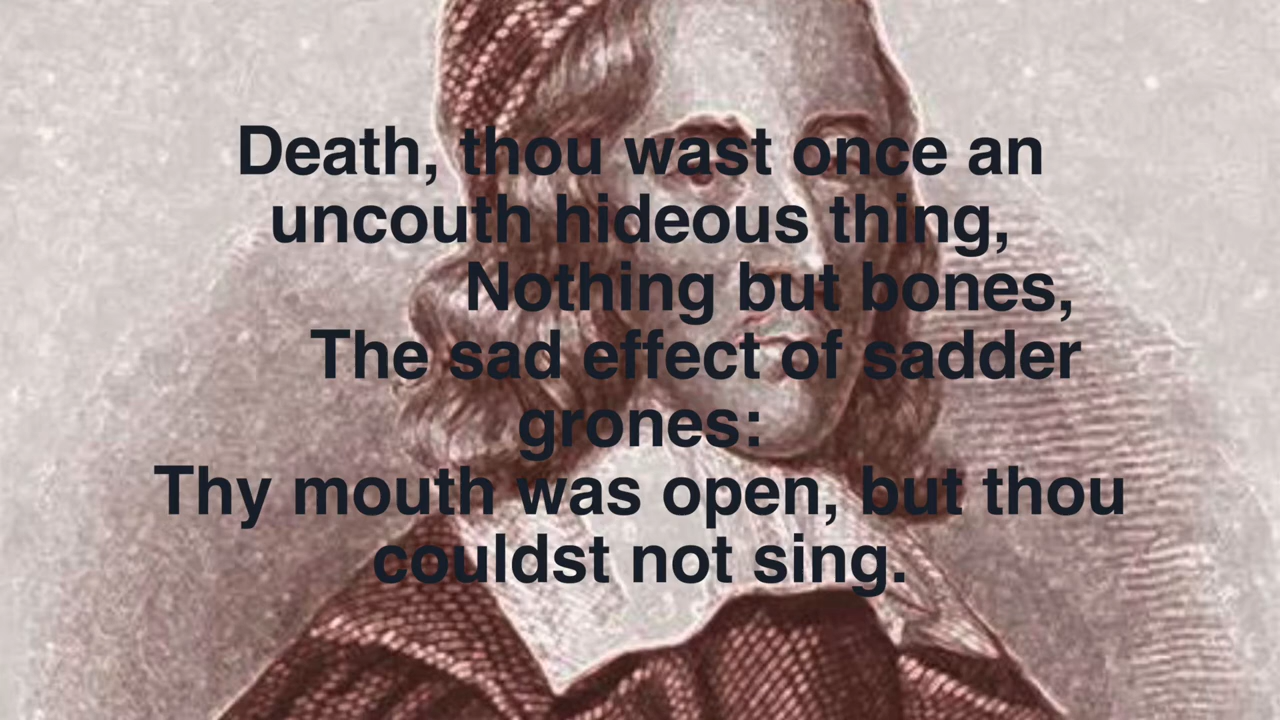 Death, thou wast once an
uncouth hideous thing,
Nothing but bones,
The sad effect of sadder
grones:
Thy mouth was open, but thou
couldst not sing.